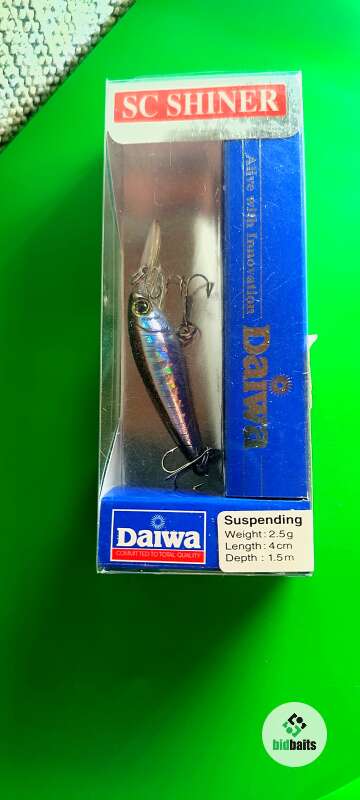 SC SHINER
Alive with Innovation
Daiwa
Daiwa
COMMITTED TO TOTAL QUALITY
Suspending
Weight : 2.5g
Length : 4cm
Depth : 1.5m
bidbaits